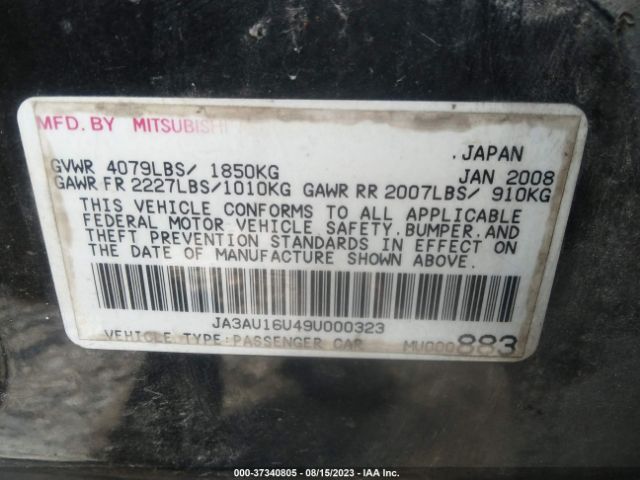 MFD. BY MITSUBISHI
.JAPAN
GVWR 4079LBS/ 1850KG JAN 2008
GAWR FR 2227LBS/1010KG GAWR RR 2007LBS/ 910KG
THIS VEHICLE CONFORMS TO ALL APPLICABLE
FEDERAL MOTOR VEHICLE SAFETY.BUMPER.AND
THEFT PREVENTION STANDARDS IN EFFECT ON
THE DATE OF MANUFACTURE SHOWN ABOVE.
JA3AU16U49U000323
VEHICLE TYPE:PASSENGER CAR MU000883
000-37340805 - 08/15/2023 - IAA Inc.